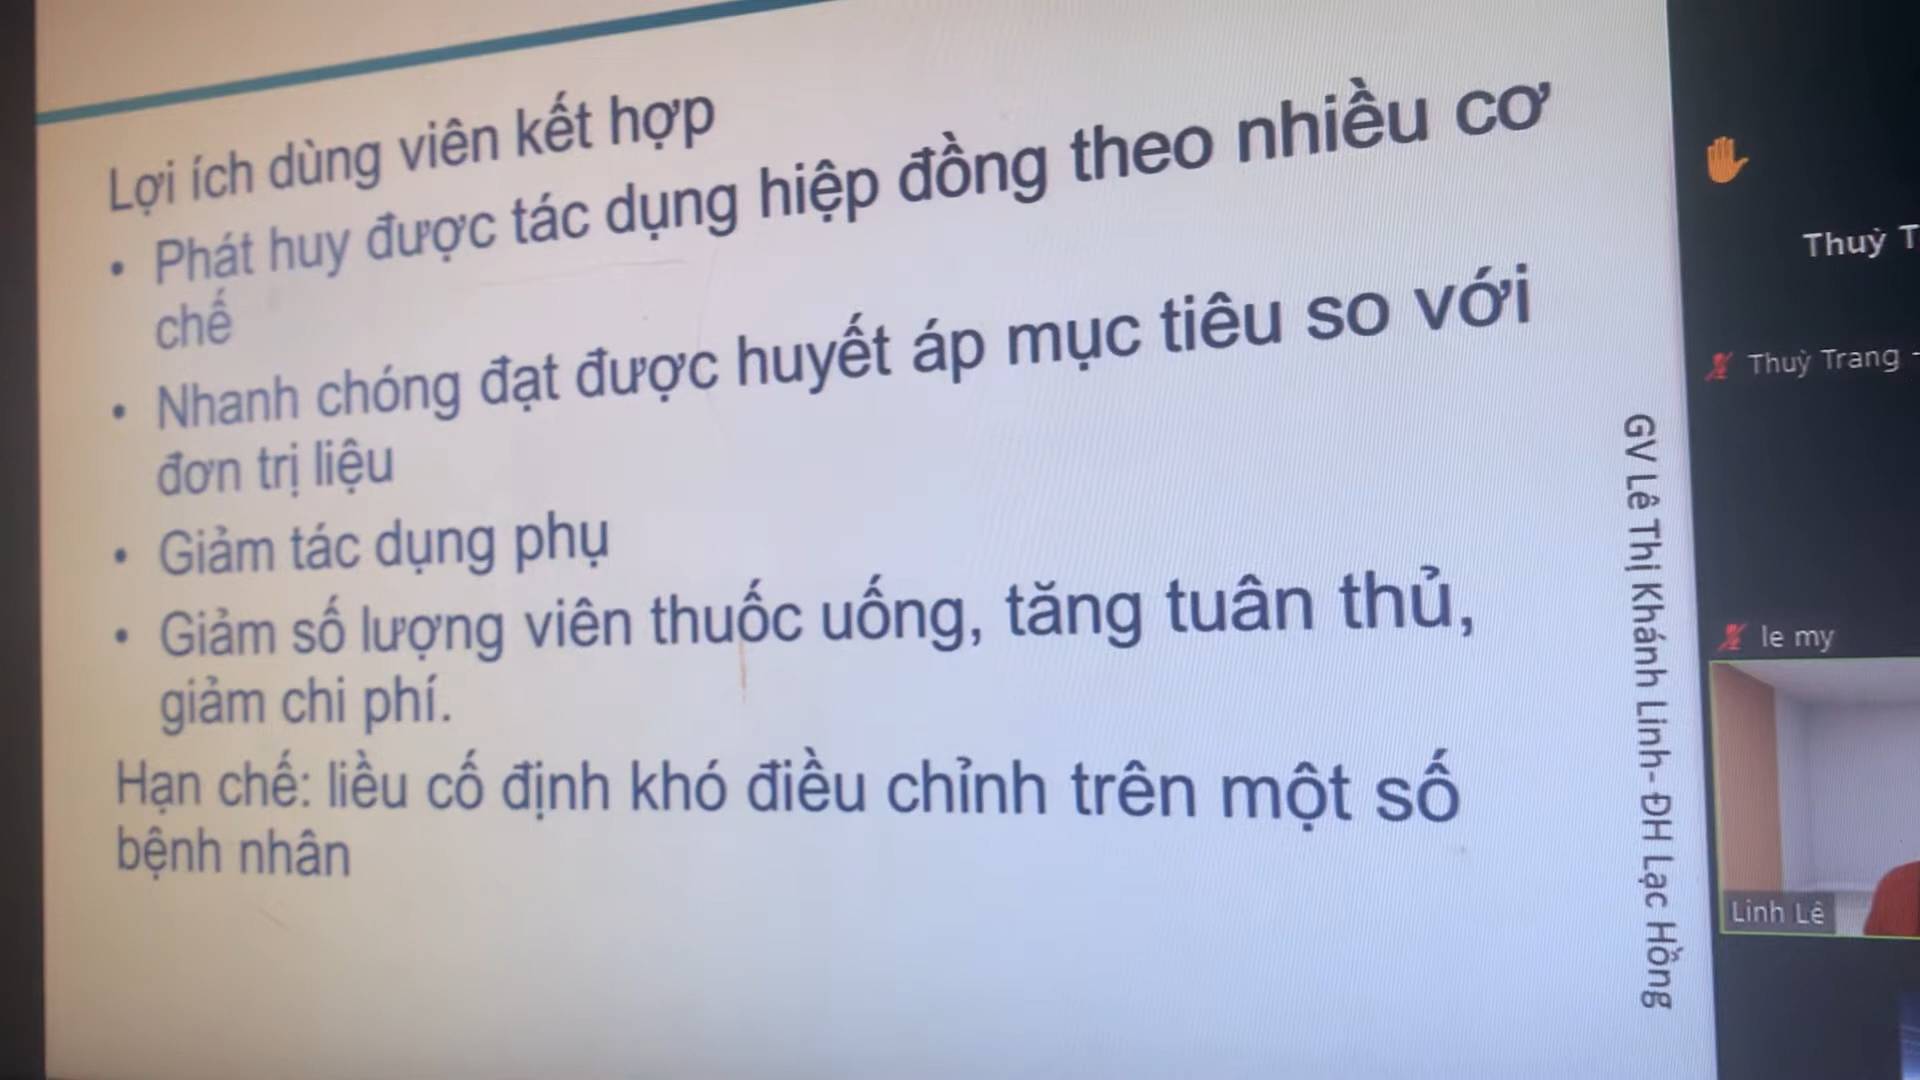 Lợi ích dùng viên kết hợp
• Phát huy được tác dụng hiệp đồng theo nhiều cơ
chế
• Nhanh chóng đạt được huyết áp mục tiêu so với
đơn trị liệu
• Giảm tác dụng phụ
• Giảm số lượng viên thuốc uống, tăng tuân thủ,
giảm chi phí.
Hạn chế: liều cố định khó điều chỉnh trên một số
bệnh nhân
GV Lê Thị Khánh Linh- ĐH Lạc Hồng
Thuỳ T
Thuỳ Trang -
le my
Linh Lê